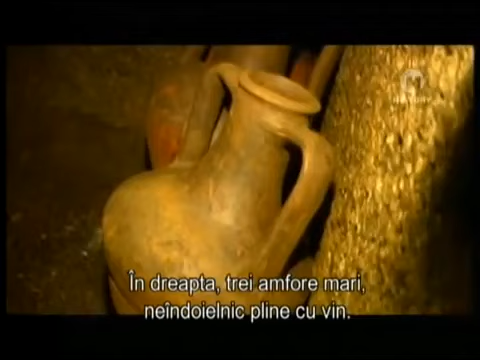 În dreapta, trei amfore mari,
neîndoielnic pline cu vin.